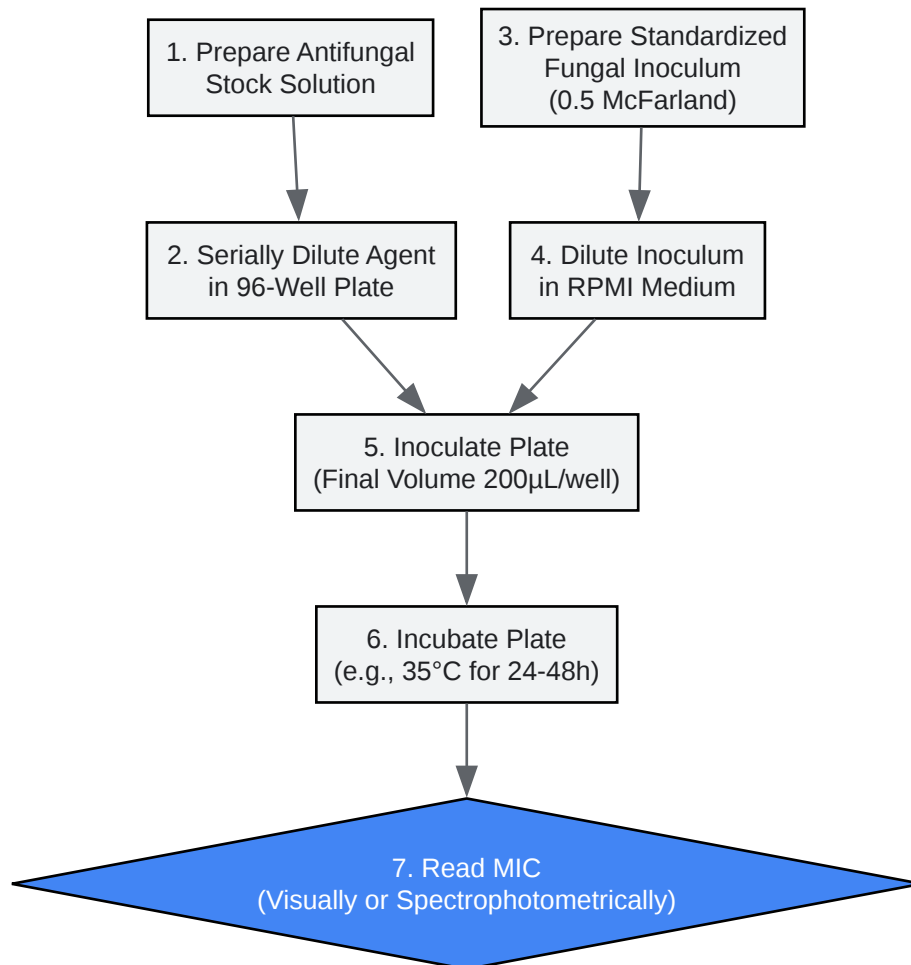 1. Prepare Antifungal
Stock Solution
3. Prepare Standardized
Fungal Inoculum
(0.5 McFarland)
2. Serially Dilute Agent
in 96-Well Plate
4. Dilute Inoculum
in RPMI Medium
5. Inoculate Plate
(Final Volume 200µL/well)
6. Incubate Plate
(e.g., 35°C for 24-48h)
7. Read MIC
(Visually or Spectrophotometrically)